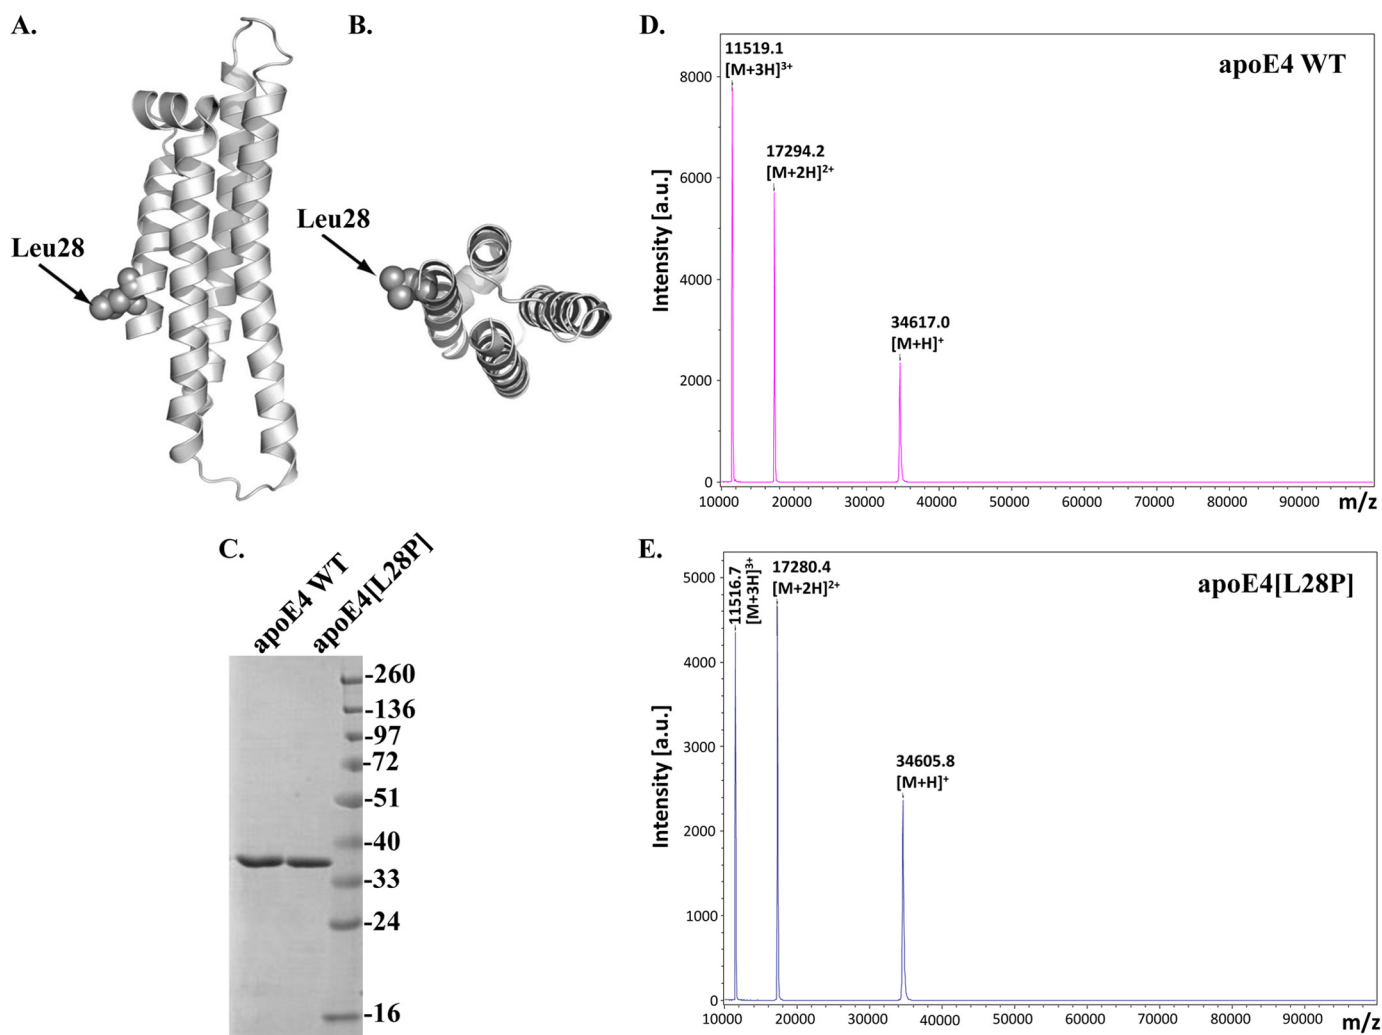 A.
Leu28
B.
Leu28
C.
apoE4 WT
apoE4[L28P]
-260
-136
-97
-72
-51
-40
-33
-24
-16
D.
apoE4 WT
11519.1
[M+3H]³⁺
17294.2
[M+2H]²⁺
34617.0
[M+H]⁺
Intensity [a.u.]
8000
6000
4000
2000
0
10000 20000 30000 40000 50000 60000 70000 80000 90000 m/z
E.
apoE4[L28P]
11516.7
[M+3H]³⁺
17280.4
[M+2H]²⁺
34605.8
[M+H]⁺
Intensity [a.u.]
5000
4000
3000
2000
1000
0
10000 20000 30000 40000 50000 60000 70000 80000 90000 m/z